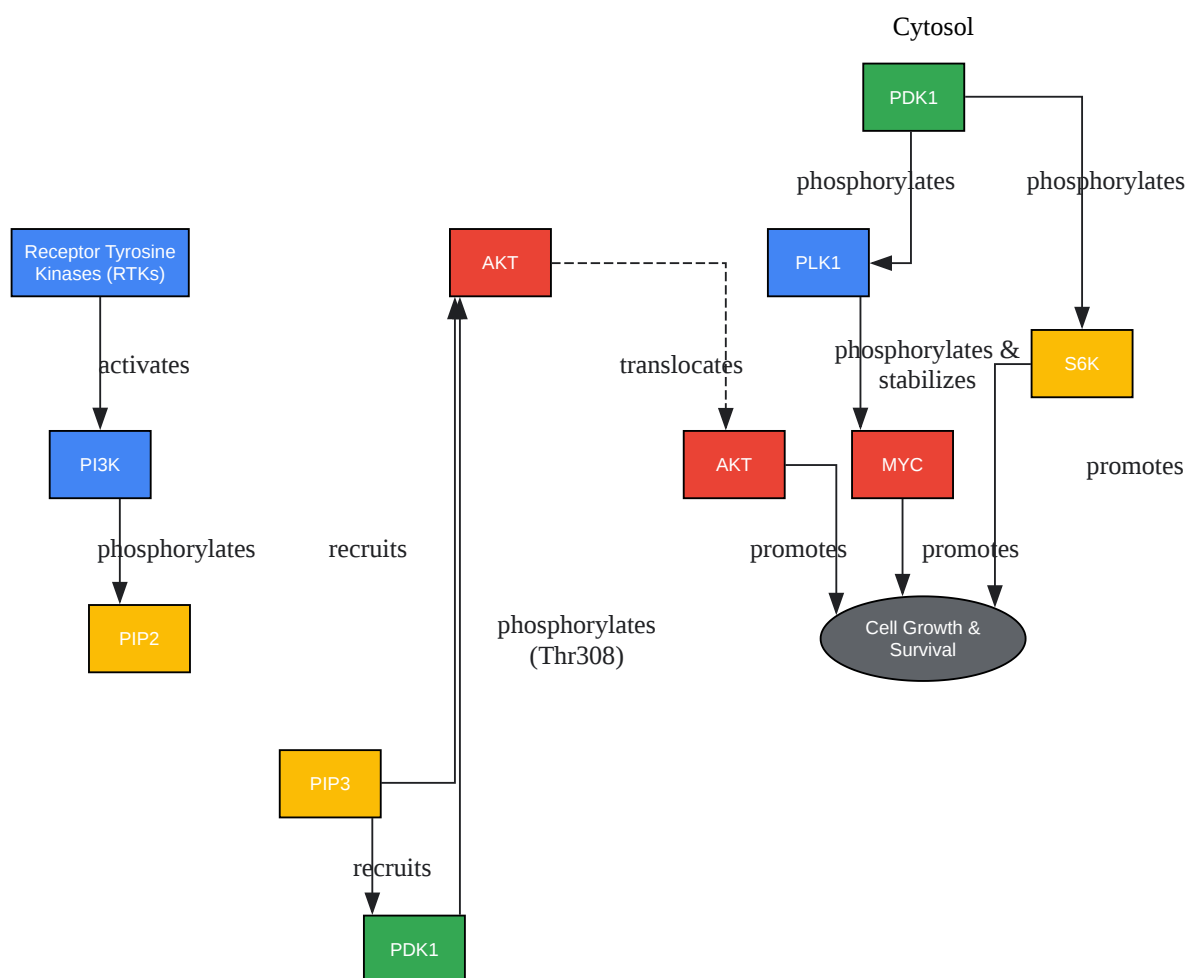 Cytosol
PDK1
phosphorylates
phosphorylates
Receptor Tyrosine
Kinases (RTKs)
AKT
PLK1
activates
translocates
phosphorylates &
stabilizes
S6K
PI3K
AKT
MYC
promotes
phosphorylates
recruits
promotes
promotes
PIP2
phosphorylates
(Thr308)
Cell Growth &
Survival
PIP3
recruits
PDK1